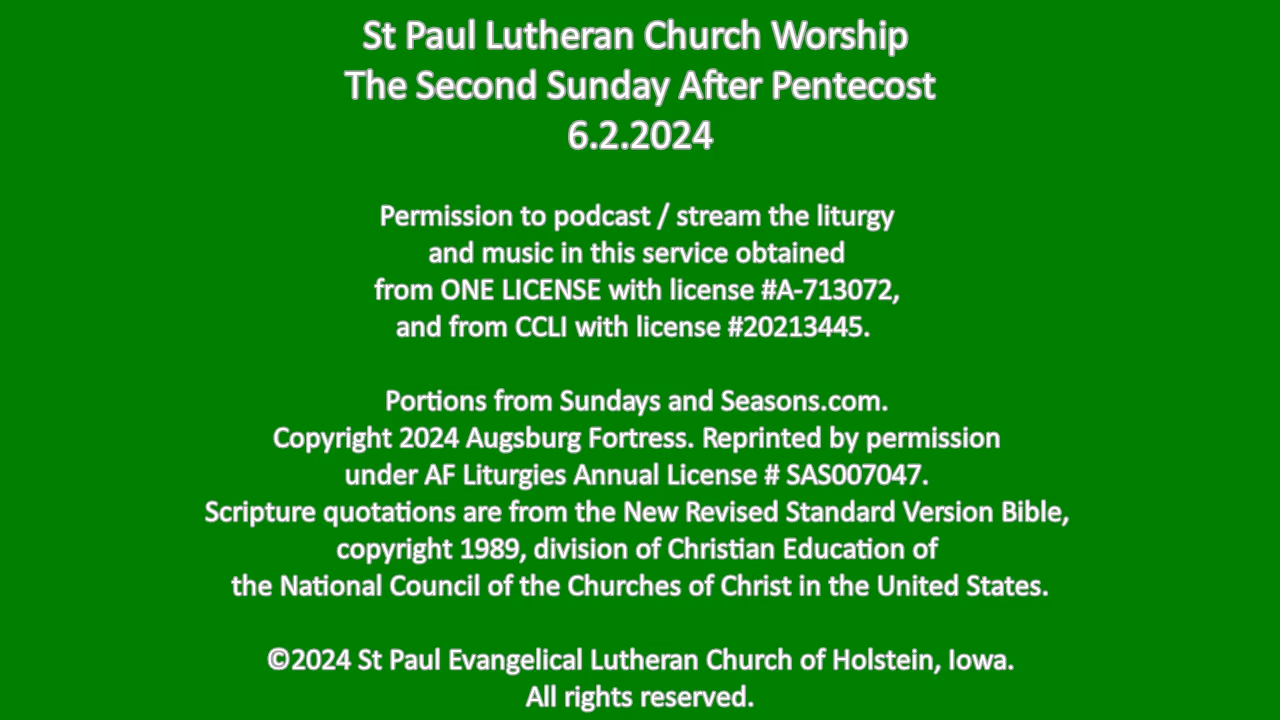 St Paul Lutheran Church Worship
The Second Sunday After Pentecost
6.2.2024
Permission to podcast / stream the liturgy
and music in this service obtained
from ONE LICENSE with license #A-713072,
and from CCLI with license #20213445.
Portions from Sundays and Seasons.com.
Copyright 2024 Augsburg Fortress. Reprinted by permission
under AF Liturgies Annual License # SAS007047.
Scripture quotations are from the New Revised Standard Version Bible,
copyright 1989, division of Christian Education of
the National Council of the Churches of Christ in the United States.
©2024 St Paul Evangelical Lutheran Church of Holstein, Iowa.
All rights reserved.